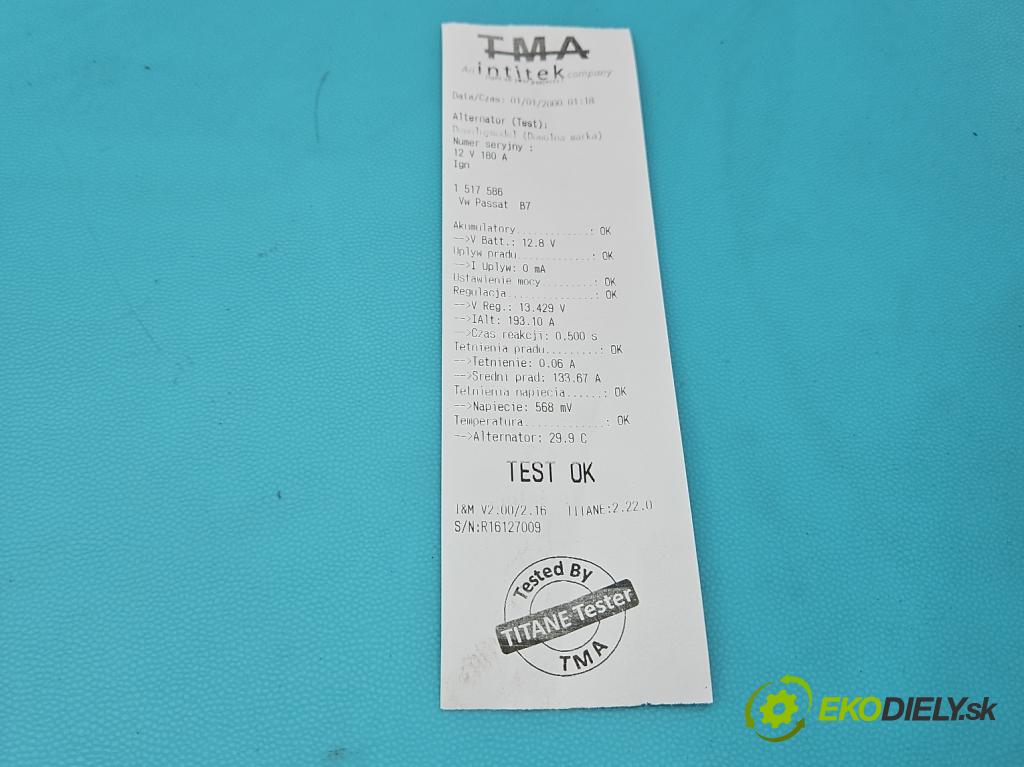 TMA
An intitek company
Data/Czas: 01/01/2000 01:18
Alternator (Test):
(Dowolna marka)
Numer seryjny :
12 V 180 A
Ign
1 517 586
Vw Passat B7
Akumulatory............: OK
-->V Batt.: 12.8 V
Uplyw pradu............: OK
-->I Uplyw: 0 mA
Ustawienie mocy........: OK
Regulacja..............: OK
-->V Reg.: 13.429 V
-->IAlt: 193.10 A
-->Czas reakcji: 0.500 s
Tetnienia pradu........: OK
-->Tetnienie: 0.06 A
-->Sredni prad: 133.67 A
Tetnienia napiecia.....: OK
-->Napiecie: 568 mV
Temperatura............: OK
-->Alternator: 29.9 C
TEST OK
I&M V2.00/2.16 TITANE:2.22.0
S/N:R16127009
Tested By
TITANE Tester
TMA
EKODIELY.sk